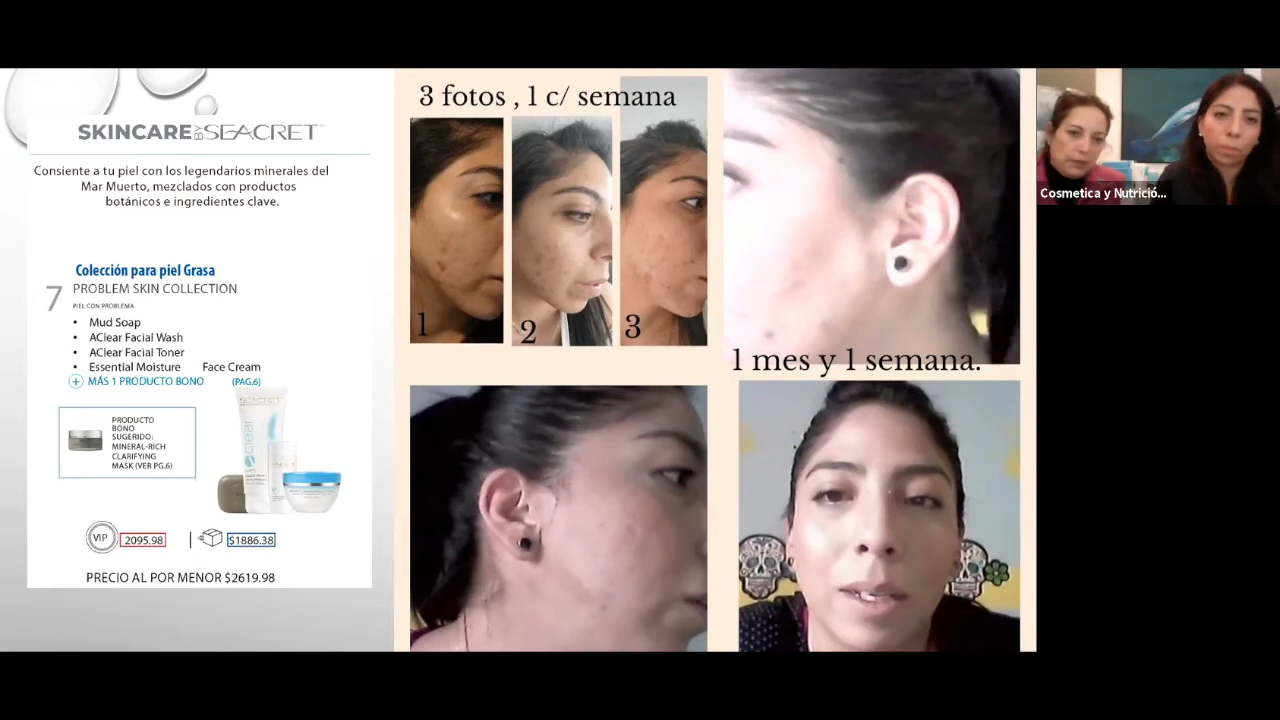 SKINCARE BY SEACRET
Consiente a tu piel con los legendarios minerales del
Mar Muerto, mezclados con productos
botánicos e ingredientes clave.
Colección para piel Grasa
7 PROBLEM SKIN COLLECTION
PIEL CON PROBLEMA
• Mud Soap
• AClear Facial Wash
• AClear Facial Toner
• Essential Moisture Face Cream
+ MÁS 1 PRODUCTO BONO (PAG.6)
PRODUCTO
BONO
SUGERIDO:
MINERAL-RICH
CLARIFYING
MASK (VER PG.6)
SEACRET
clear
VIP 2095.98 | $1886.38
PRECIO AL POR MENOR $2619.98
3 fotos , 1 c/ semana
1
2
3
1 mes y 1 semana.
Cosmetica y Nutrició...